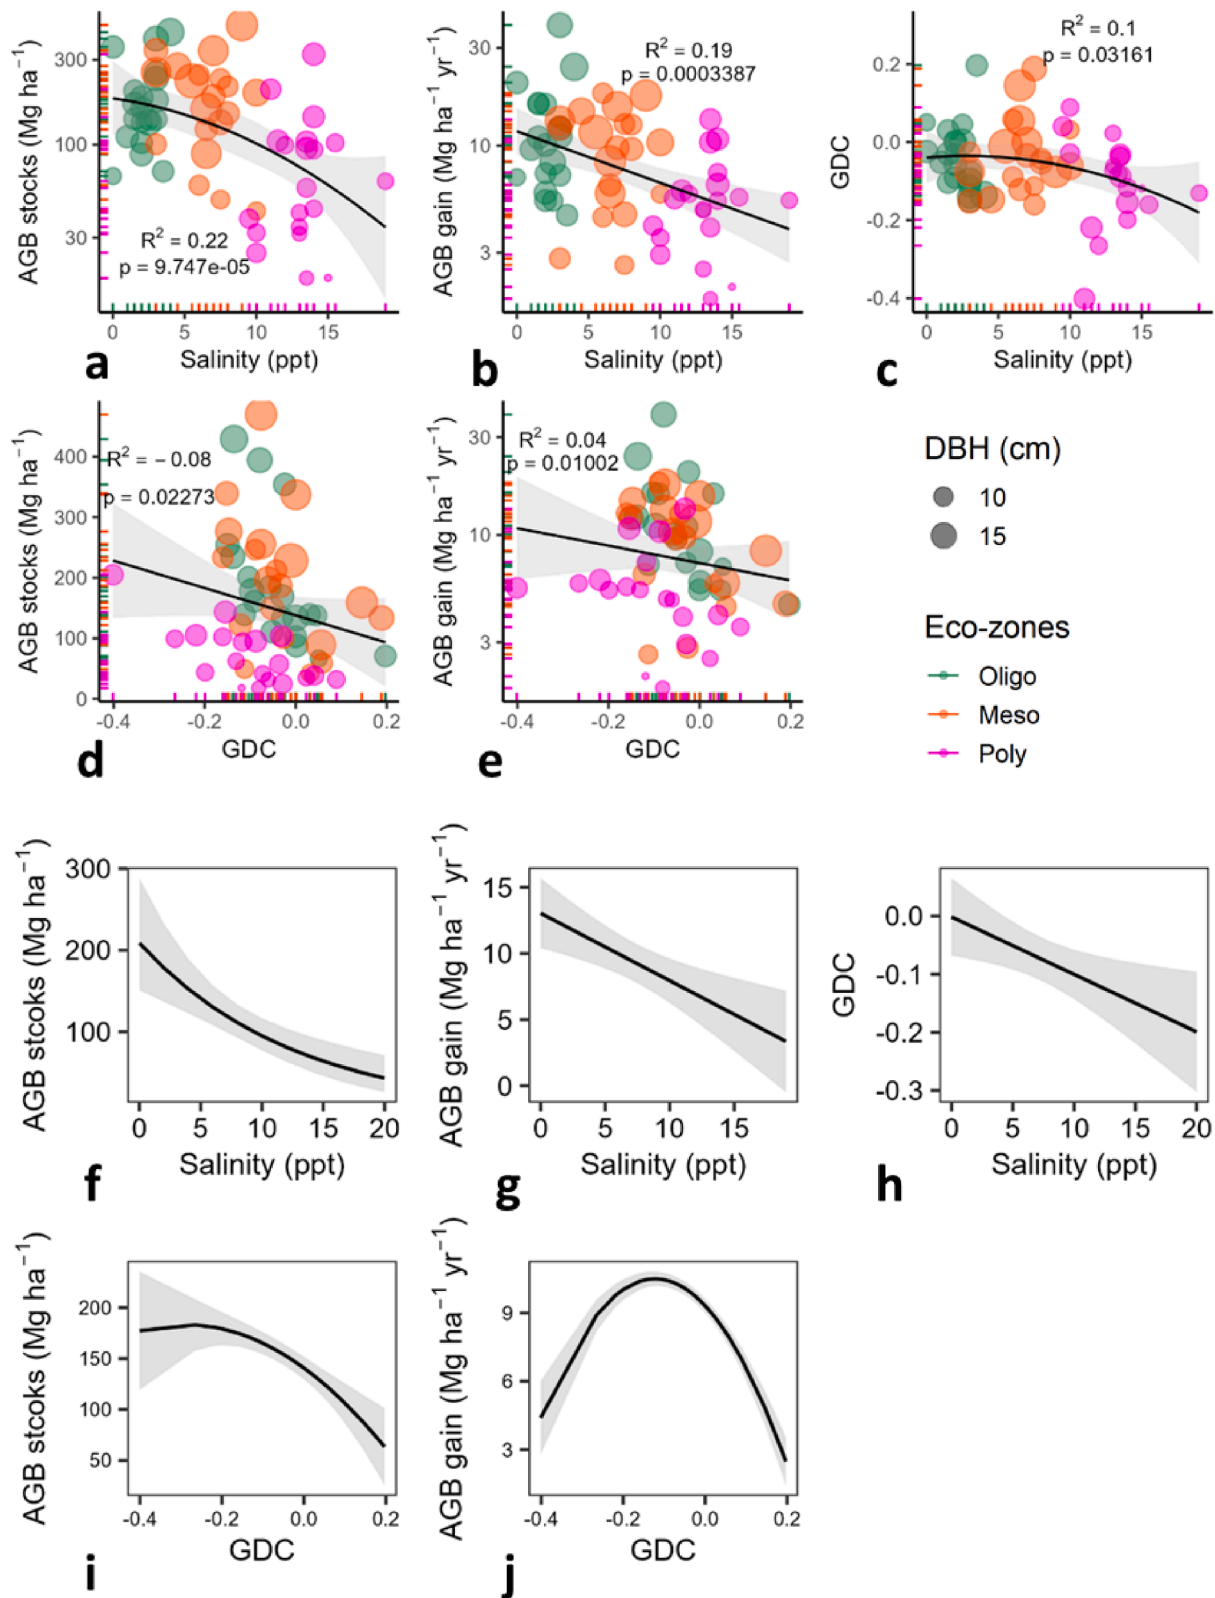 AGB stocks (Mg ha⁻¹)
300
100
30
R² = 0.22
p = 9.747e-05
0 5 10 15
Salinity (ppt)
a
AGB gain (Mg ha⁻¹ yr⁻¹)
30
10
3
R² = 0.19
p = 0.0003387
0 5 10 15
Salinity (ppt)
b
GDC
0.2
0.0
-0.2
-0.4
R² = 0.1
p = 0.03161
0 5 10 15
Salinity (ppt)
c
AGB stocks (Mg ha⁻¹)
400
300
200
100
0
R² = − 0.08
p = 0.02273
-0.4 -0.2 0.0 0.2
GDC
d
AGB gain (Mg ha⁻¹ yr⁻¹)
30
10
3
R² = 0.04
p = 0.01002
-0.4 -0.2 0.0 0.2
GDC
e
DBH (cm)
10
15
Eco-zones
Oligo
Meso
Poly
AGB stcoks (Mg ha⁻¹)
300
200
100
0 5 10 15 20
Salinity (ppt)
f
AGB gain (Mg ha⁻¹ yr⁻¹)
15
10
5
0
0 5 10 15
Salinity (ppt)
g
GDC
0.0
-0.1
-0.2
-0.3
0 5 10 15 20
Salinity (ppt)
h
AGB stcoks (Mg ha⁻¹)
200
150
100
50
-0.4 -0.2 0.0 0.2
GDC
i
AGB gain (Mg ha⁻¹ yr⁻¹)
9
6
3
-0.4 -0.2 0.0 0.2
GDC
j